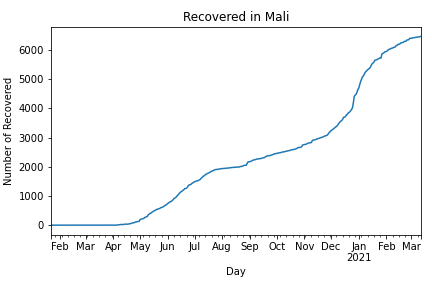 Recovered in Mali
Number of Recovered
6000
5000
4000
3000
2000
1000
0
Feb Mar Apr May Jun Jul Aug Sep Oct Nov Dec Jan Feb Mar
2021
Day